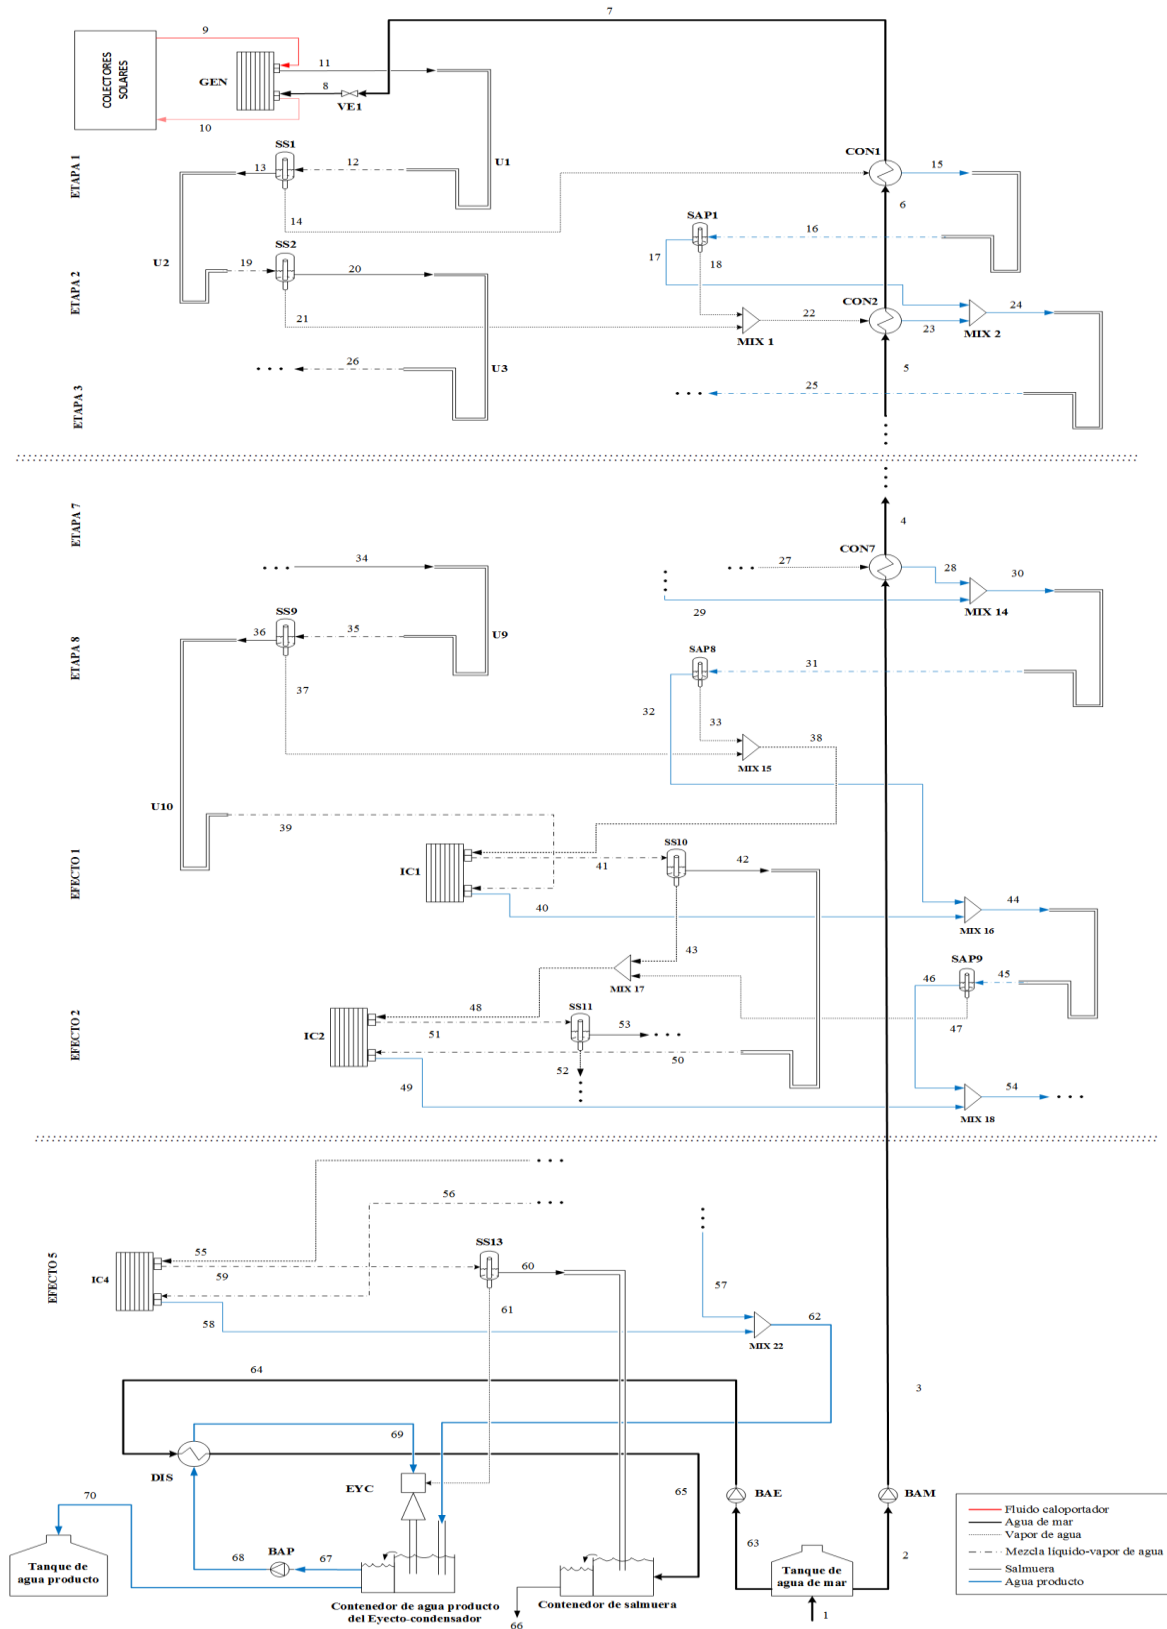 7
9
COLECTORES
SOLARES
GEN
11
8
VE1
10
ETAPA 1
SS1
13
12
U1
CON1
15
14
6
SAP1
16
17
18
ETAPA 2
U2
19
SS2
20
21
MIX 1
22
CON2
23
24
MIX 2
26
U3
5
ETAPA 3
25
ETAPA 7
4
CON7
34
27
28
30
29
MIX 14
SS9
36
35
U9
ETAPA 8
SAP8
31
37
32
33
38
MIX 15
U10
39
EFECTO 1
IC1
41
SS10
42
40
44
MIX 16
43
SAP9
46
45
MIX 17
47
EFECTO 2
48
SS11
IC2
51
53
50
52
49
54
MIX 18
56
EFECTO 5
55
SS13
60
IC4
59
57
61
58
62
MIX 22
64
3
69
DIS
EYC
65
BAE
BAM
70
63
2
BAP
68
67
Tanque de
agua producto
Contenedor de agua producto
del Eyecto-condensador
Contenedor de salmuera
66
Tanque de
agua de mar
1
Fluido caloportador
Agua de mar
Vapor de agua
Mezcla líquido-vapor de agua
Salmuera
Agua producto